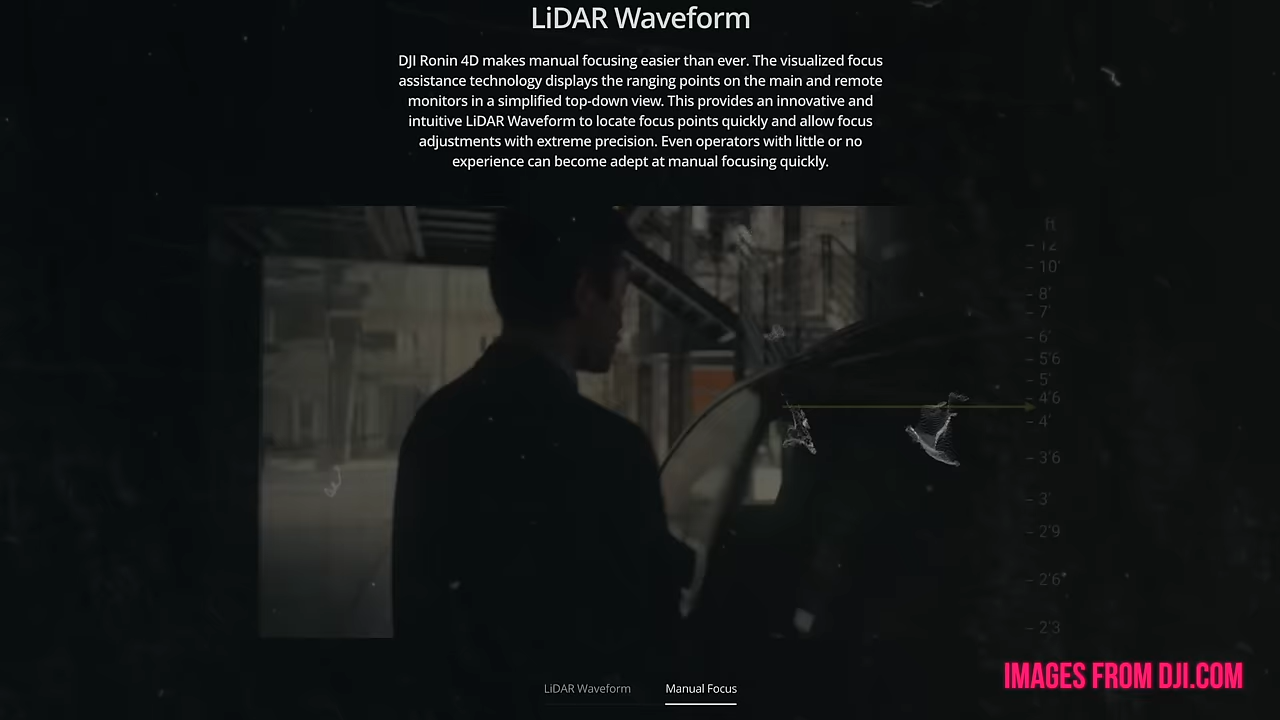 LiDAR Waveform
DJI Ronin 4D makes manual focusing easier than ever. The visualized focus
assistance technology displays the ranging points on the main and remote
monitors in a simplified top-down view. This provides an innovative and
intuitive LiDAR Waveform to locate focus points quickly and allow focus
adjustments with extreme precision. Even operators with little or no
experience can become adept at manual focusing quickly.
ft
- 12
- 10'
- 8'
- 7'
- 6'
- 5'6
- 5'
- 4'6
- 4'
- 3'6
- 3'
- 2'9
- 2'6
- 2'3
IMAGES FROM DJI.COM
LiDAR Waveform Manual Focus